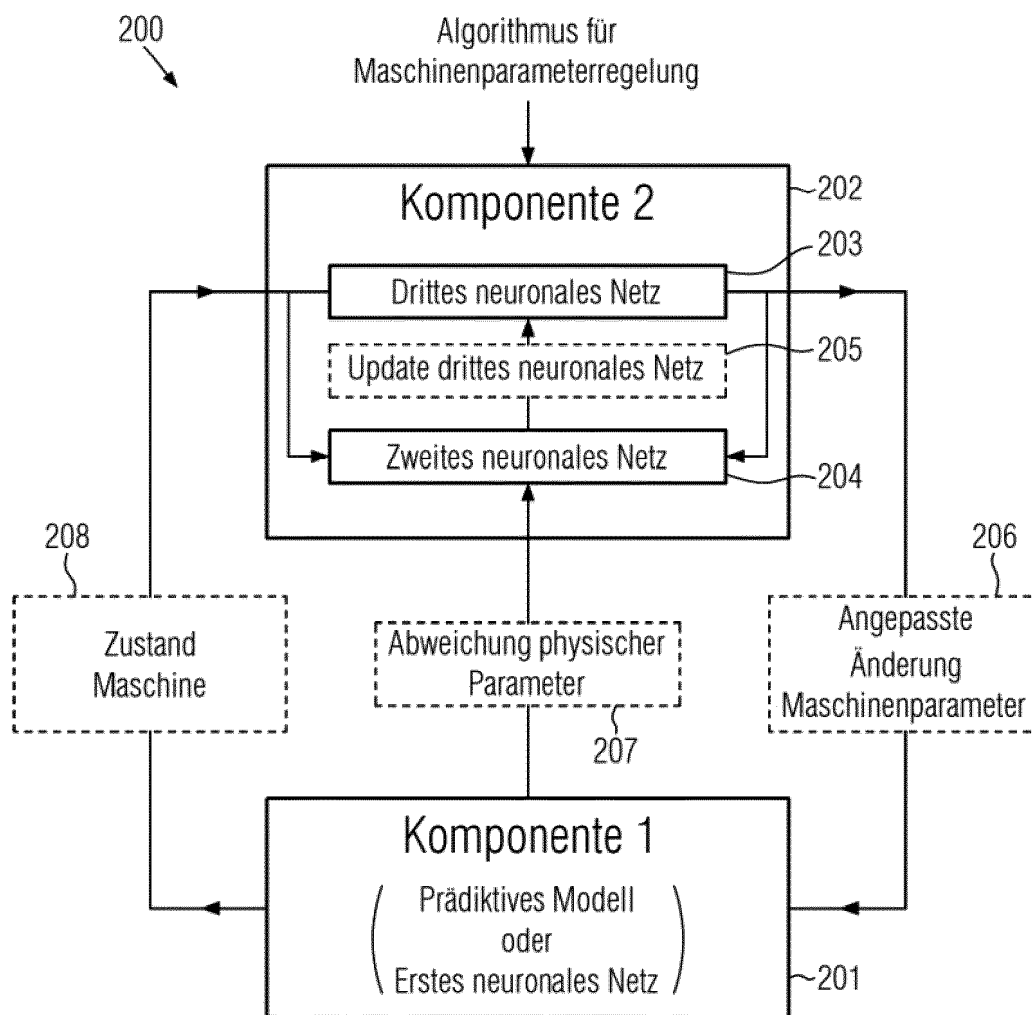 200
Algorithmus für
Maschinenparameterregelung
Komponente 2
202
203
Drittes neuronales Netz
Update drittes neuronales Netz
205
Zweites neuronales Netz
204
208
206
Zustand
Maschine
Abweichung physischer
Parameter
207
Angepasste
Änderung
Maschinenparameter
Komponente 1
Prädiktives Modell
oder
Erstes neuronales Netz
201